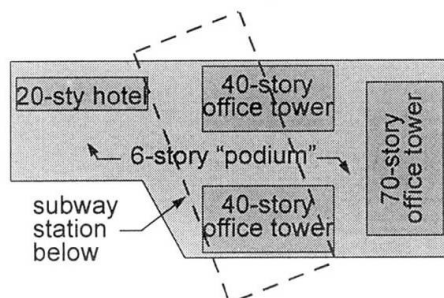 20-sty hotel
40-story
office tower
6-story “podium”
70-story
office tower
subway
station
below
40-story
office tower